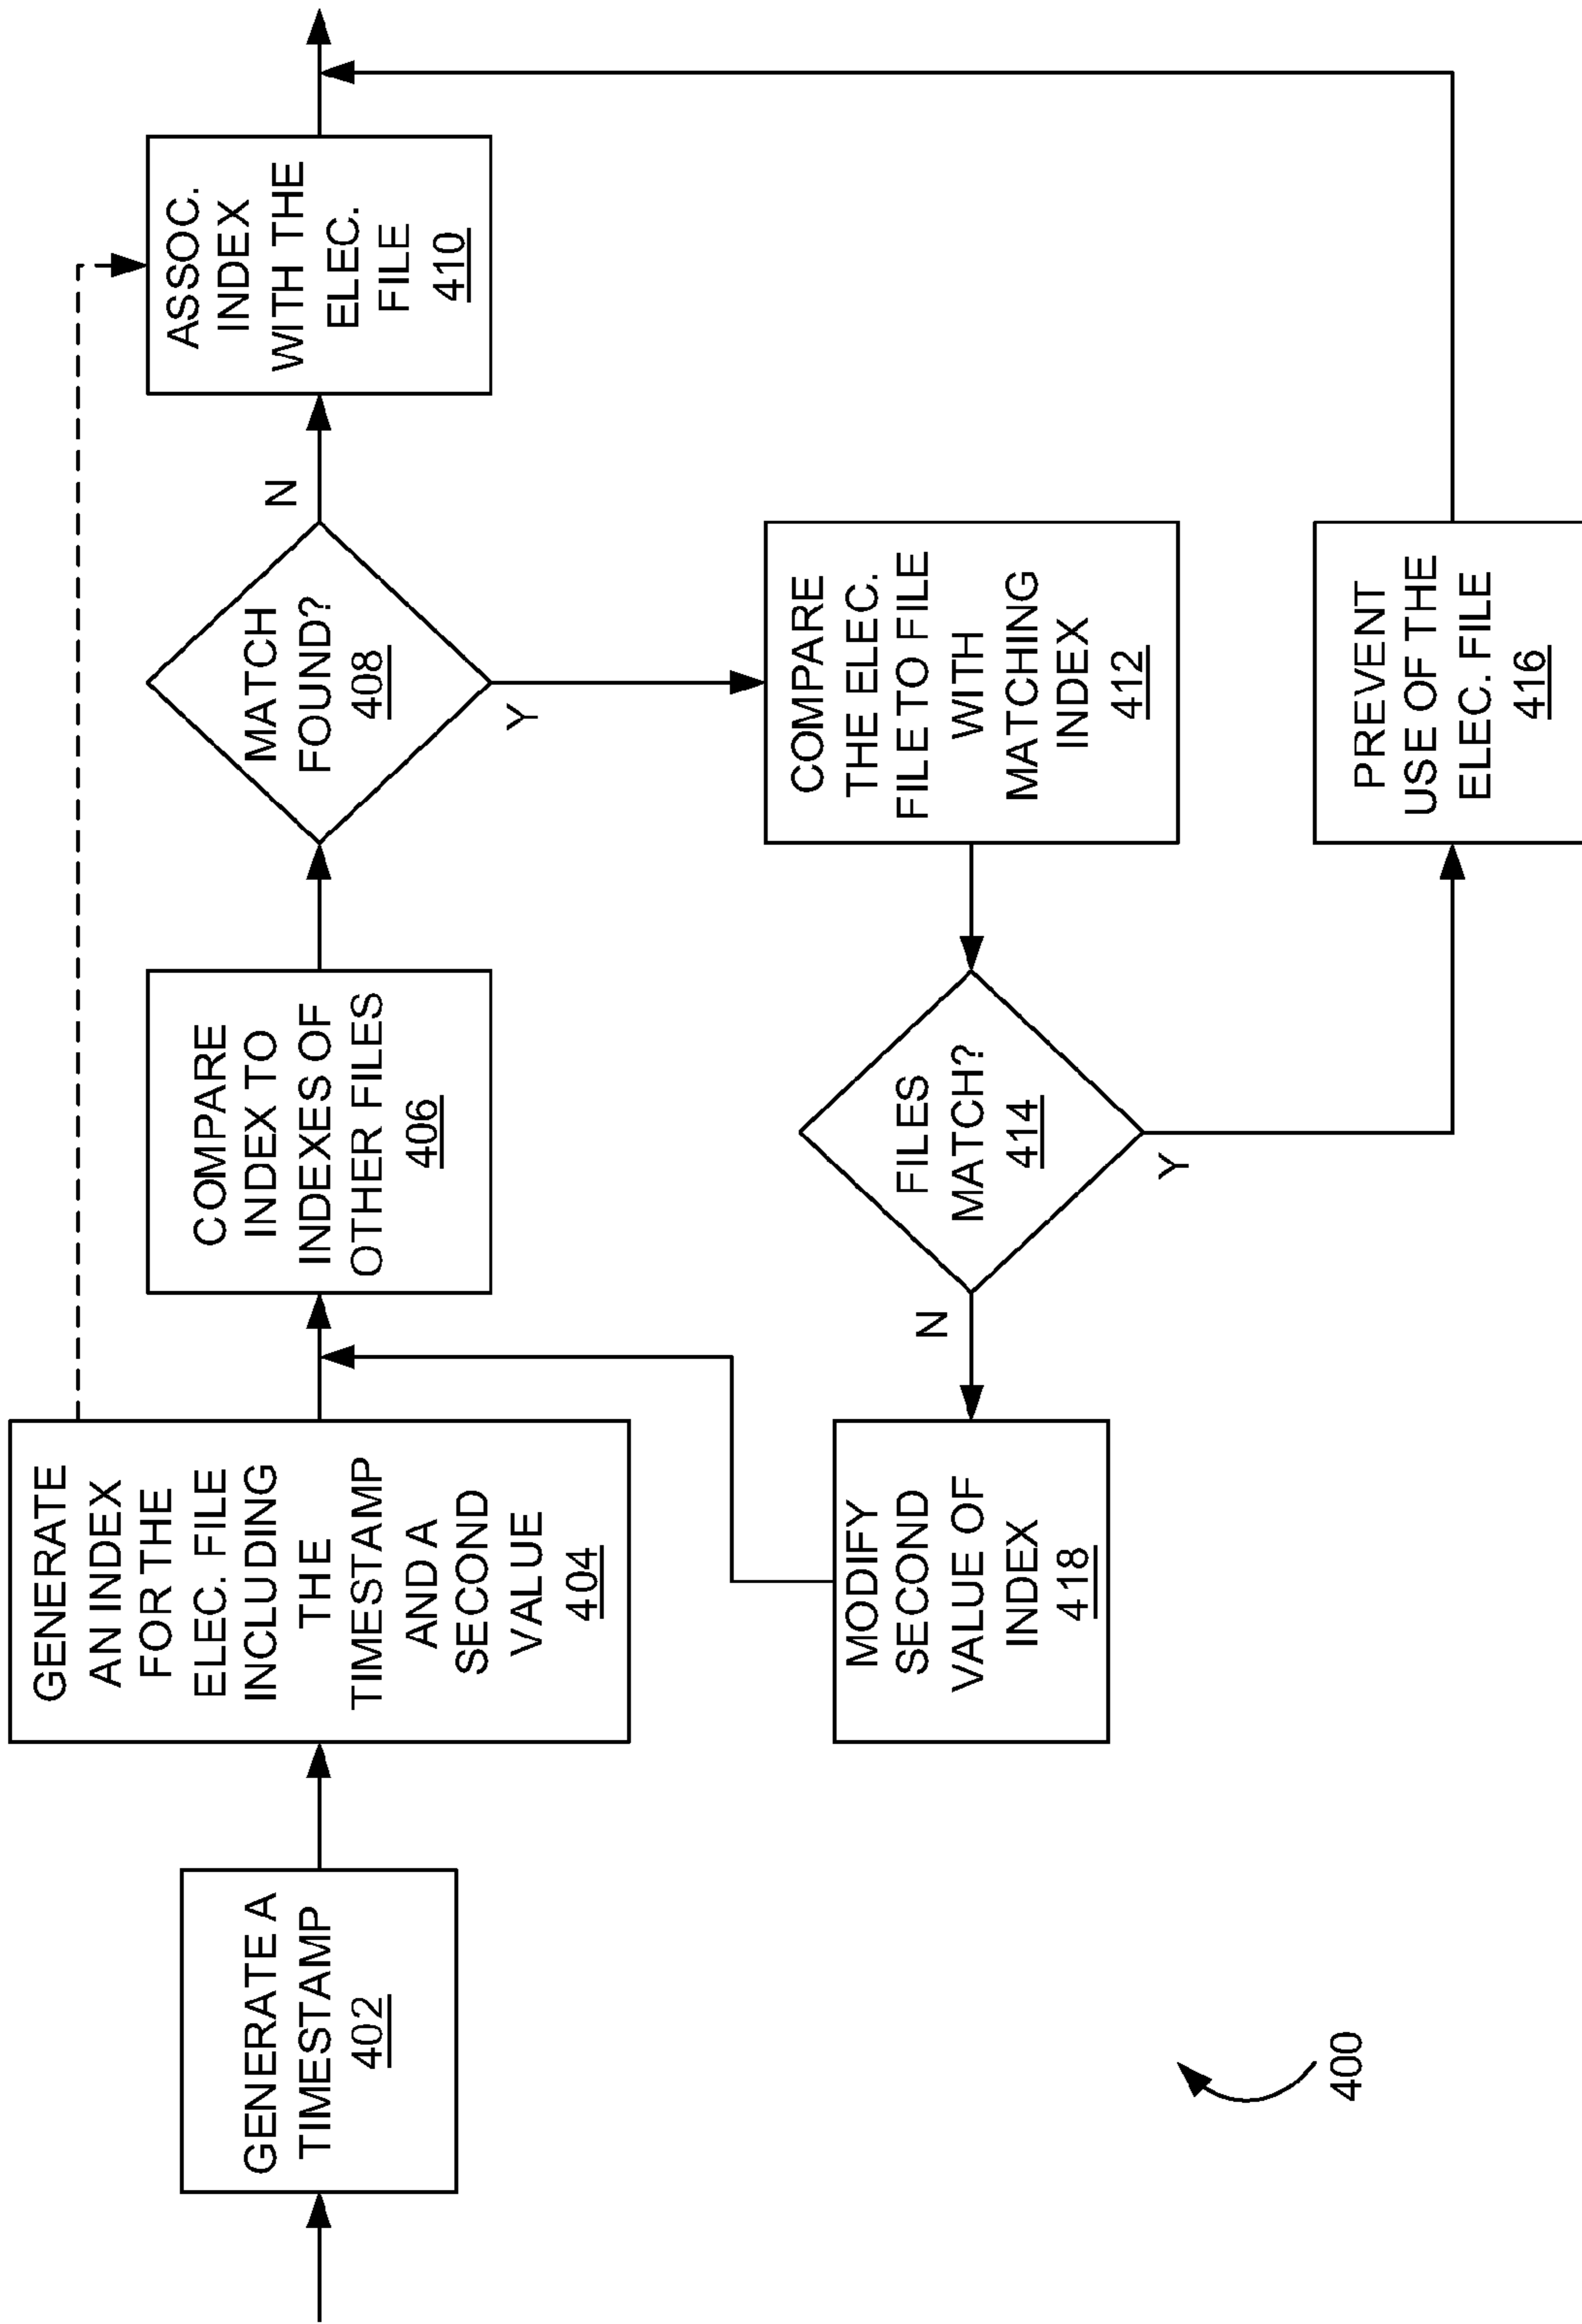 GENERATE A
TIMESTAMP
402
GENERATE
AN INDEX
FOR THE
ELEC. FILE
INCLUDING
THE
TIMESTAMP
AND A
SECOND
VALUE
404
COMPARE
INDEX TO
INDEXES OF
OTHER FILES
406
MATCH
FOUND?
408
N
Y
ASSOC.
INDEX
WITH THE
ELEC.
FILE
410
COMPARE
THE ELEC.
FILE TO FILE
WITH
MATCHING
INDEX
412
FILES
MATCH?
414
N
Y
MODIFY
SECOND
VALUE OF
INDEX
418
PREVENT
USE OF THE
ELEC. FILE
416
400